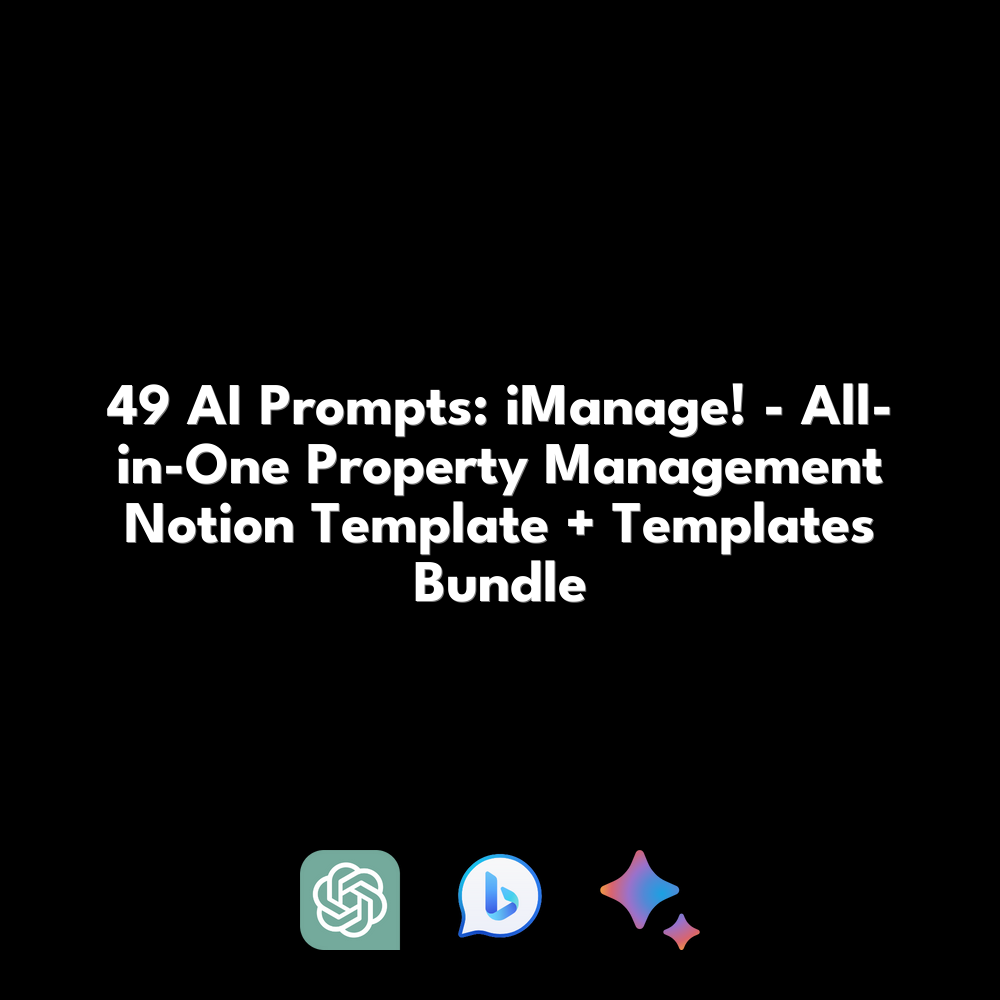 49 AI Prompts: iManage! - All-
in-One Property Management
Notion Template + Templates
Bundle